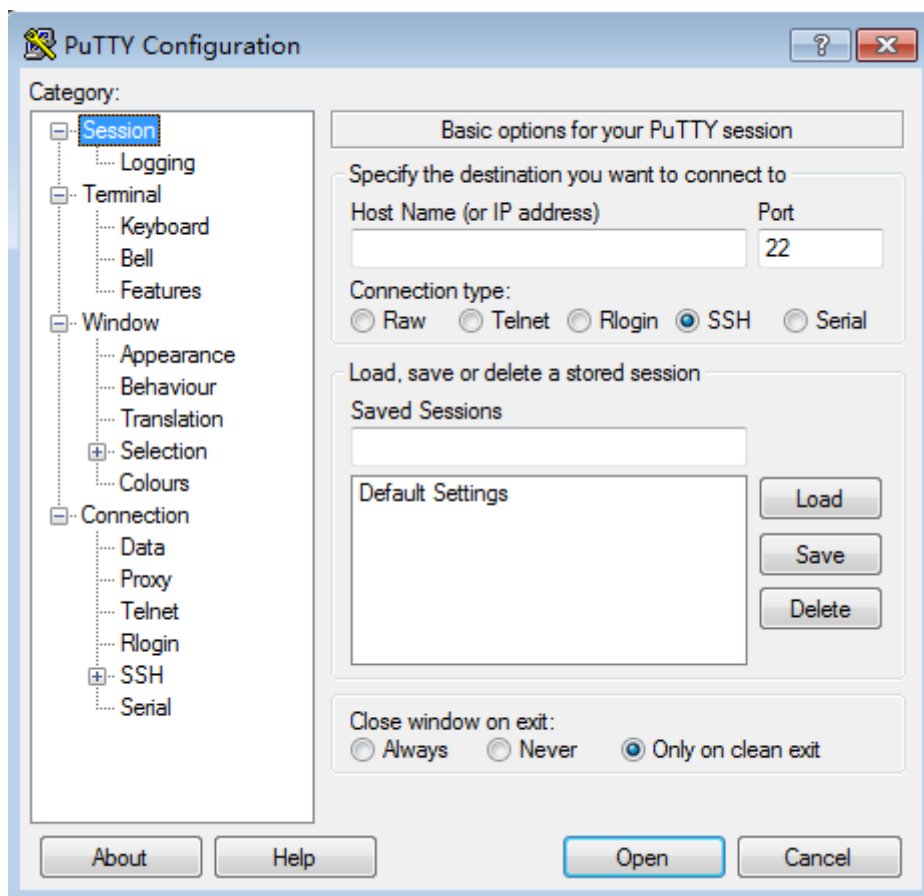 PuTTY Configuration
Category:
Session
Logging
Terminal
Keyboard
Bell
Features
Window
Appearance
Behaviour
Translation
Selection
Colours
Connection
Data
Proxy
Telnet
Rlogin
SSH
Serial
Basic options for your PuTTY session
Specify the destination you want to connect to
Host Name (or IP address) Port
22
Connection type:
Raw Telnet Rlogin SSH Serial
Load, save or delete a stored session
Saved Sessions
Default Settings
Load
Save
Delete
Close window on exit:
Always Never Only on clean exit
About Help Open Cancel